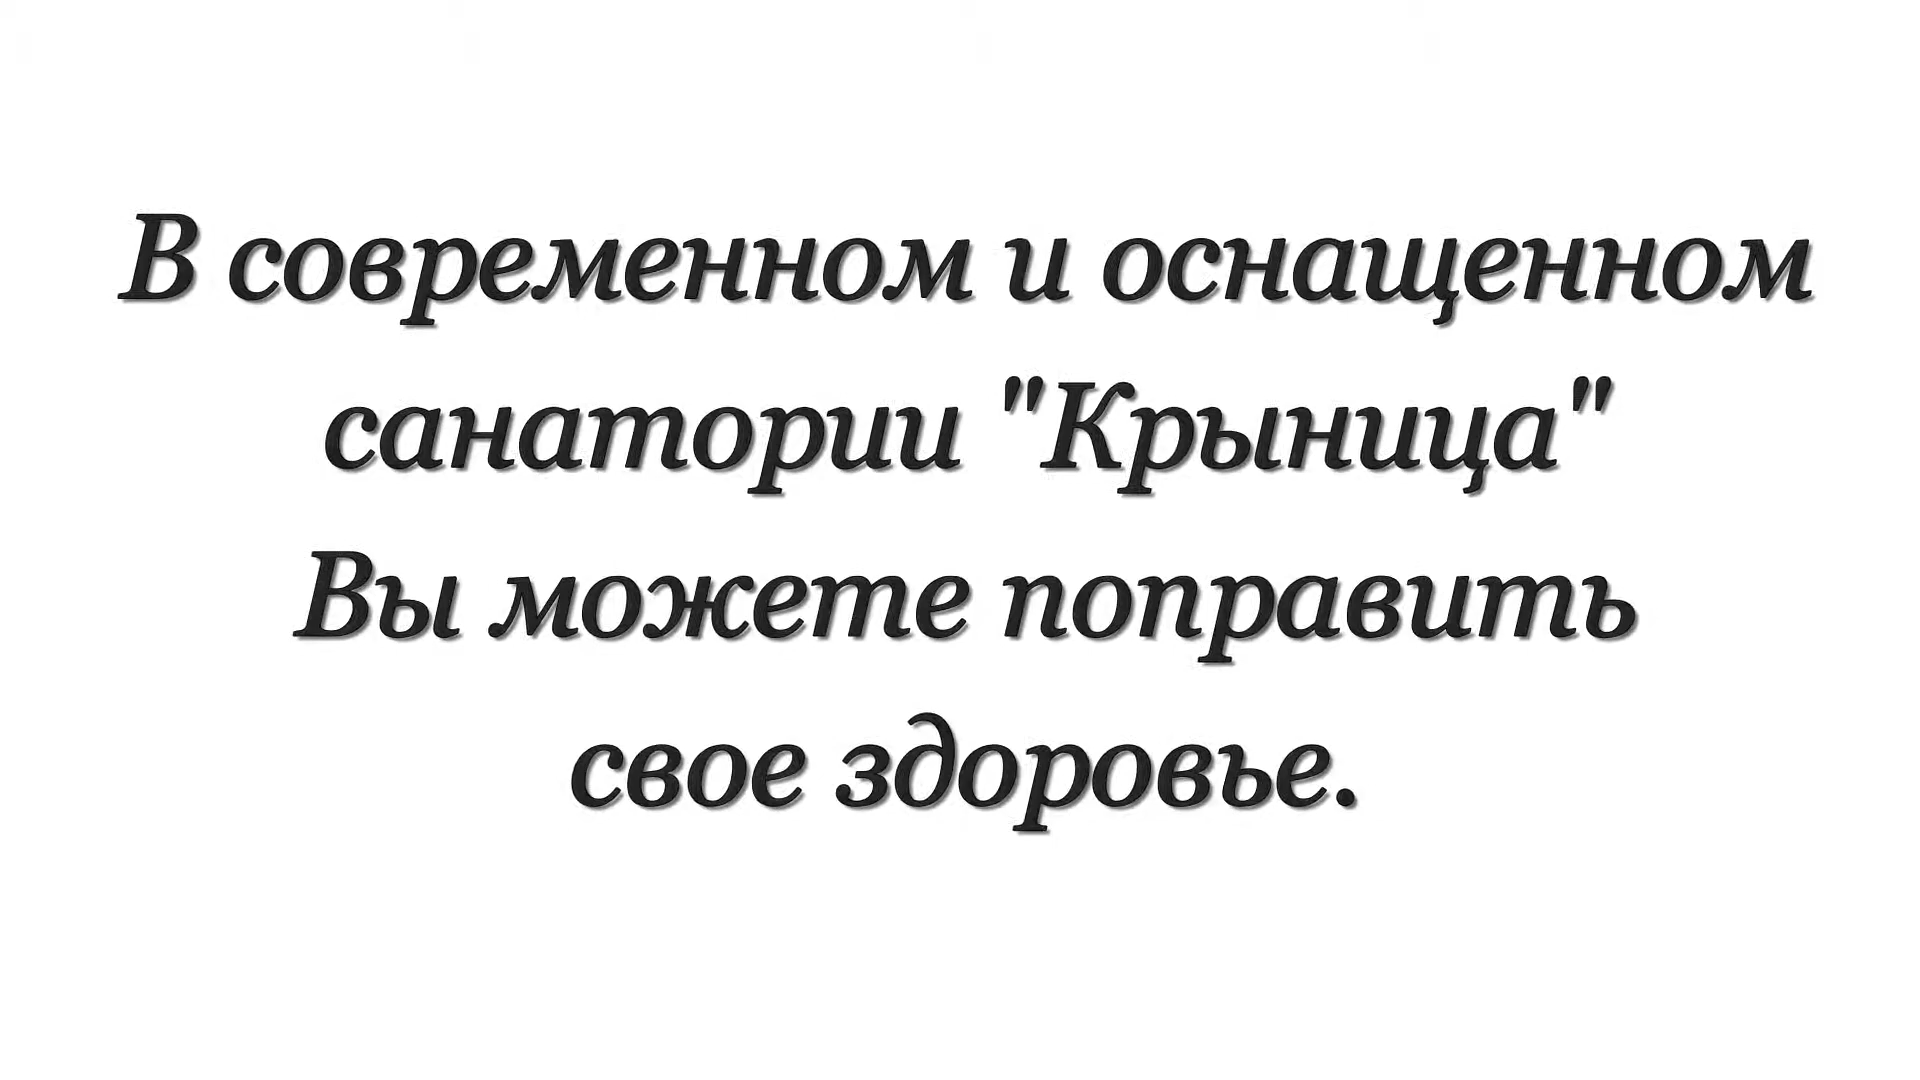 В современном и оснащенном
санатории "Крыница"
Вы можете поправить
свое здоровье.